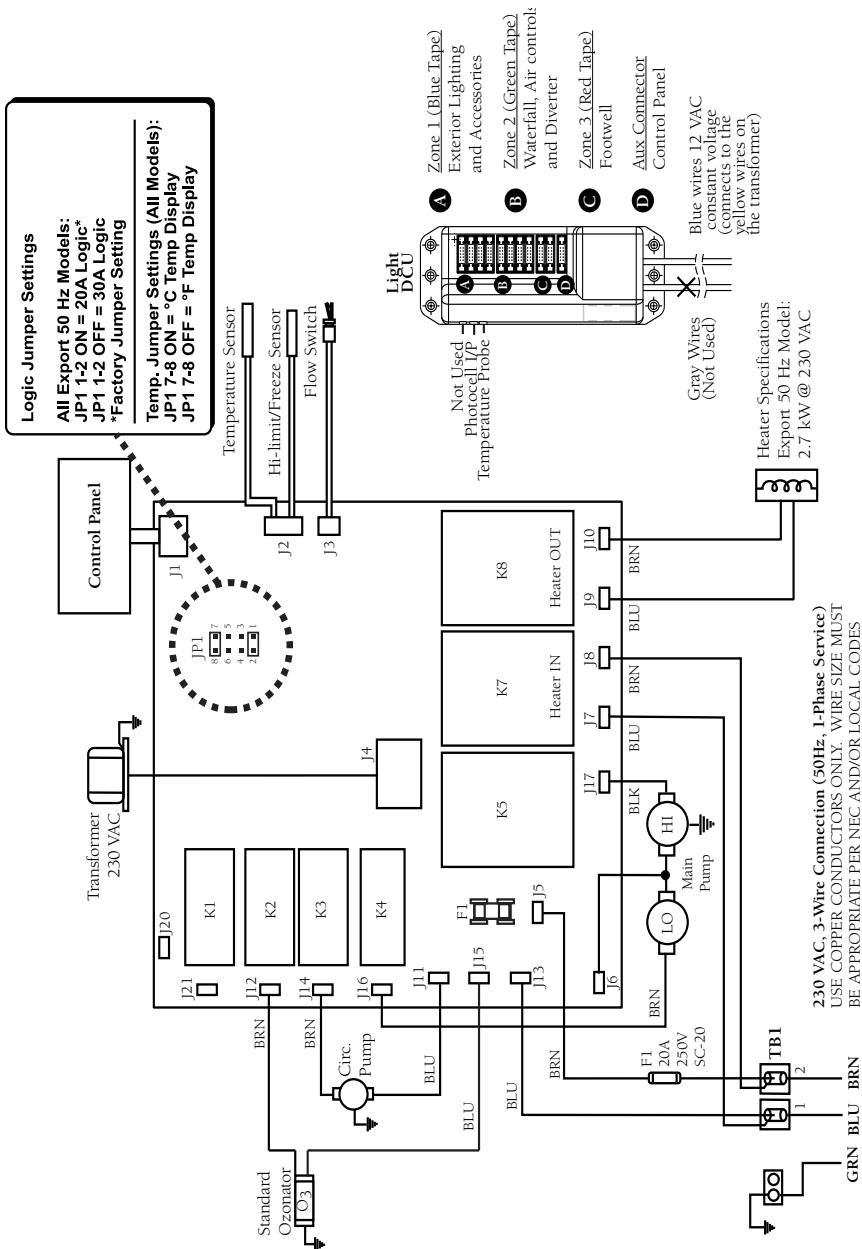 Logic Jumper Settings
All Export 50 Hz Models:
JP1 1-2 ON = 20A Logic*
JP1 1-2 OFF = 30A Logic
*Factory Jumper Setting
Temp. Jumper Settings (All Models):
JP1 7-8 ON = °C Temp Display
JP1 7-8 OFF = °F Temp Display
Control Panel
Temperature Sensor
Hi-limit/Freeze Sensor
Flow Switch
J1
J2
J3
JP1
8 7
6 5
4 3
2 1
Transformer
230 VAC
J4
J20
J21
J12
J14
J16
J11
J15
J13
J6
J5
F1
K1
K2
K3
K4
K5
K7
Heater IN
K8
Heater OUT
J17
J7
J8
J9
J10
BLK
BLU
BRN
BLU
BRN
BRN
BRN
BRN
BLU
BLU
BLU
BRN
Circ.
Pump
Standard
Ozonator
O3
LO
HI
Main
Pump
F1
20A
250V
SC-20
TB1
1
2
GRN
BLU
BRN
230 VAC, 3-Wire Connection (50Hz, 1-Phase Service)
USE COPPER CONDUCTORS ONLY. WIRE SIZE MUST
BE APPROPRIATE PER NEC AND/OR LOCAL CODES
Heater Specifications
Export 50 Hz Model:
2.7 kW @ 230 VAC
Light
DCU
Not Used
Photocell I/P
Temperature Probe
+
A
B
C
D
A
Zone 1 (Blue Tape)
Exterior Lighting
and Accessories
B
Zone 2 (Green Tape)
Waterfall, Air controls
and Diverter
C
Zone 3 (Red Tape)
Footwell
D
Aux Connector
Control Panel
Gray Wires
(Not Used)
Blue wires 12 VAC
constant voltage
(connects to the
yellow wires on
the transformer)